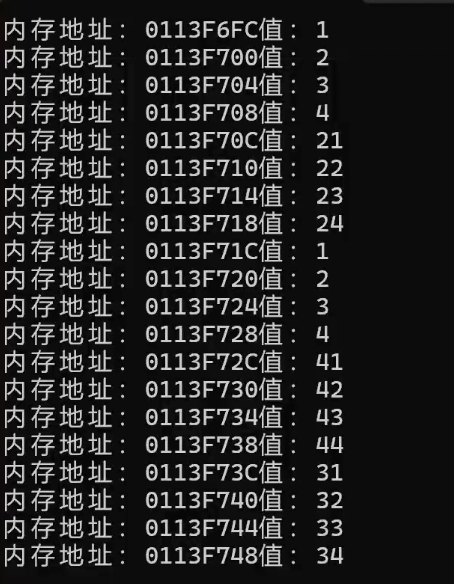 内存地址: 0113F6FC值: 1
内存地址: 0113F700值: 2
内存地址: 0113F704值: 3
内存地址: 0113F708值: 4
内存地址: 0113F70C值: 21
内存地址: 0113F710值: 22
内存地址: 0113F714值: 23
内存地址: 0113F718值: 24
内存地址: 0113F71C值: 1
内存地址: 0113F720值: 2
内存地址: 0113F724值: 3
内存地址: 0113F728值: 4
内存地址: 0113F72C值: 41
内存地址: 0113F730值: 42
内存地址: 0113F734值: 43
内存地址: 0113F738值: 44
内存地址: 0113F73C值: 31
内存地址: 0113F740值: 32
内存地址: 0113F744值: 33
内存地址: 0113F748值: 34